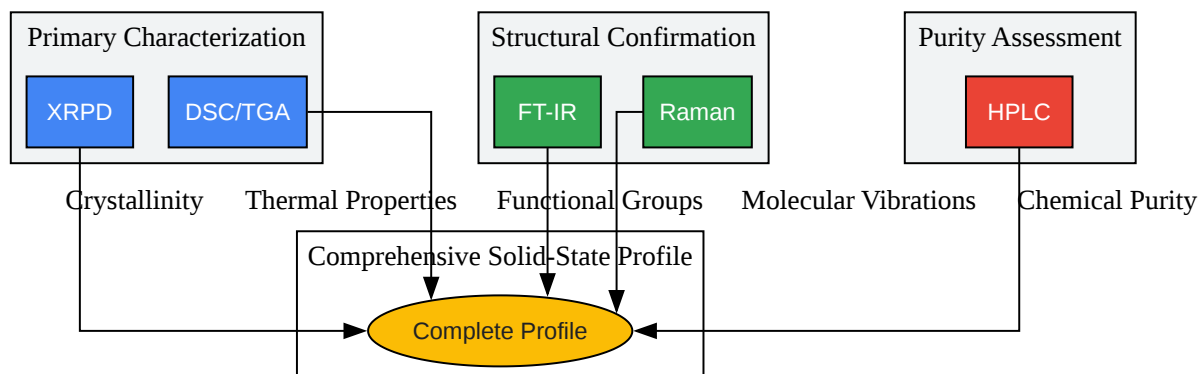 Primary Characterization
Structural Confirmation
Purity Assessment
XRPD
DSC/TGA
FT-IR
Raman
HPLC
Crystallinity
Thermal Properties
Functional Groups
Molecular Vibrations
Chemical Purity
Comprehensive Solid-State Profile
Complete Profile